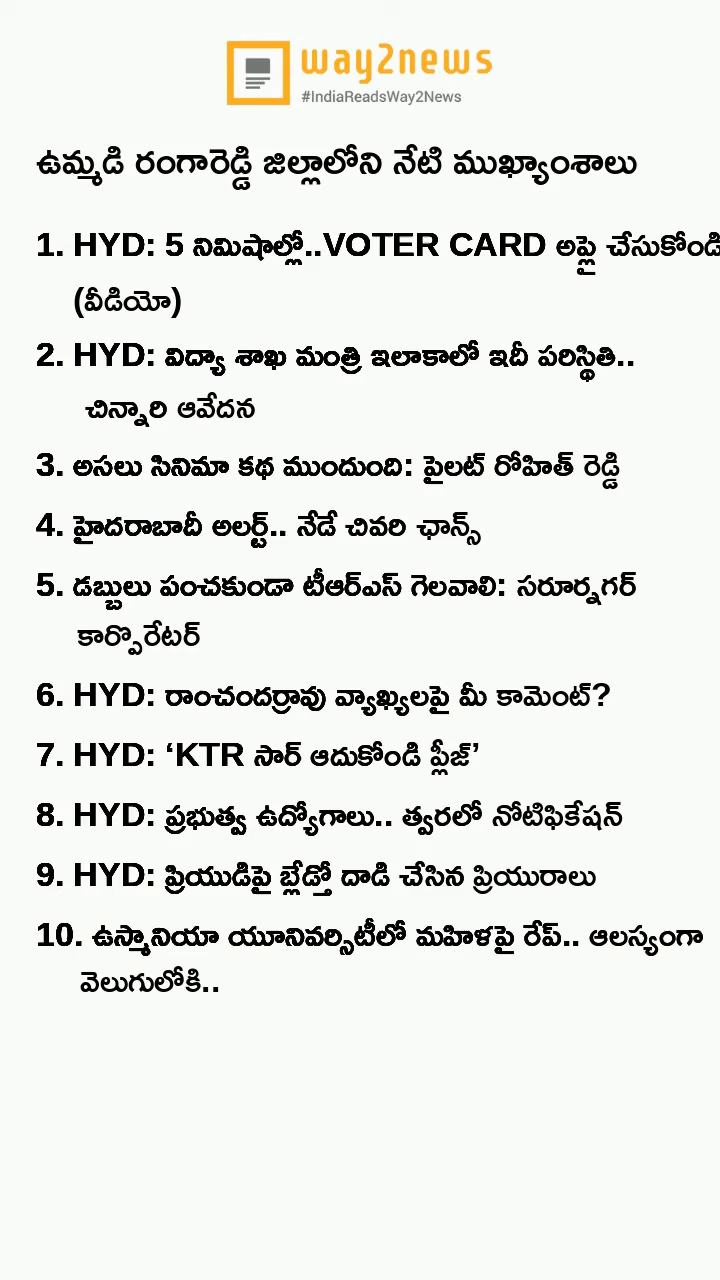 way2news
#IndiaReadsWay2News
ఉమ్మడి రంగారెడ్డి జిల్లాలోని నేటి ముఖ్యాంశాలు
1. HYD: 5 నిమిషాల్లో..VOTER CARD అప్లై చేసుకోండి
(వీడియో)
2. HYD: విద్యా శాఖ మంత్రి ఇలాకాలో ఇదీ పరిస్థితి..
చిన్నారి ఆవేదన
3. అసలు సినిమా కథ ముందుంది: పైలట్ రోహిత్ రెడ్డి
4. హైదరాబాదీ అలర్ట్.. నేడే చివరి ఛాన్స్
5. డబ్బులు పంచకుండా టీఆర్ఎస్ గెలవాలి: సరూర్నగర్
కార్పొరేటర్
6. HYD: రాంచందర్రావు వ్యాఖ్యలపై మీ కామెంట్?
7. HYD: ‘KTR సార్ ఆదుకోండి ప్లీజ్’
8. HYD: ప్రభుత్వ ఉద్యోగాలు.. త్వరలో నోటిఫికేషన్
9. HYD: ప్రియుడిపై బ్లేడ్తో దాడి చేసిన ప్రియురాలు
10. ఉస్మానియా యూనివర్సిటీలో మహిళపై రేప్.. ఆలస్యంగా
వెలుగులోకి..